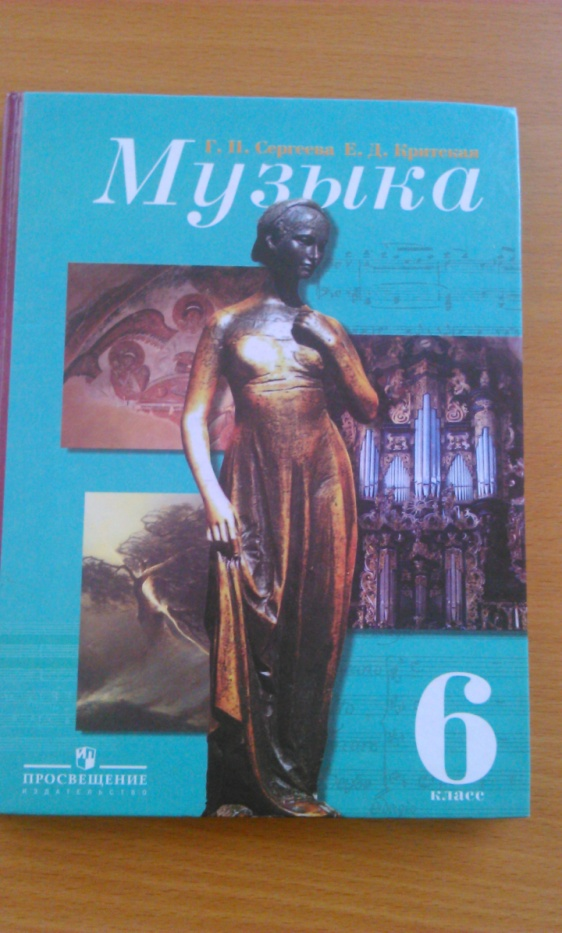 Г. П. Сергеева Е. Д. Критская
Музыка
6
класс
ПРОСВЕЩЕНИЕ
ИЗДАТЕЛЬСТВО